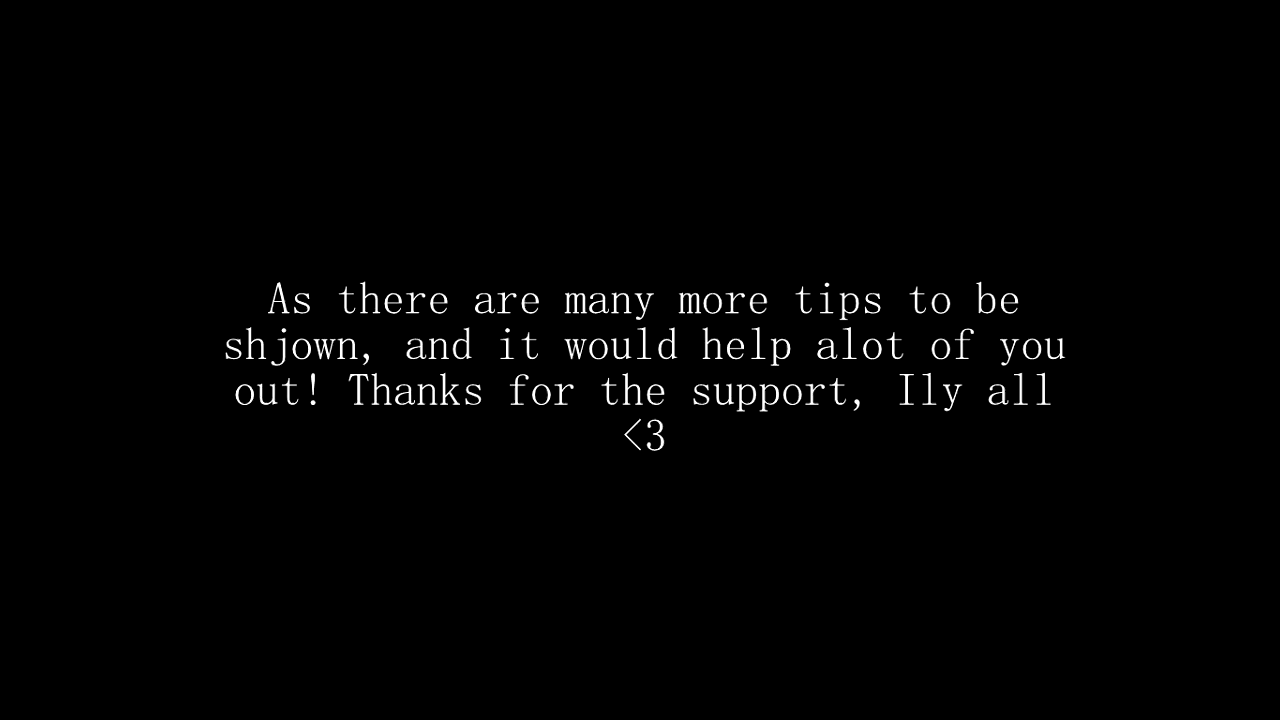 As there are many more tips to be
shjown, and it would help alot of you
out! Thanks for the support, Ily all
<3